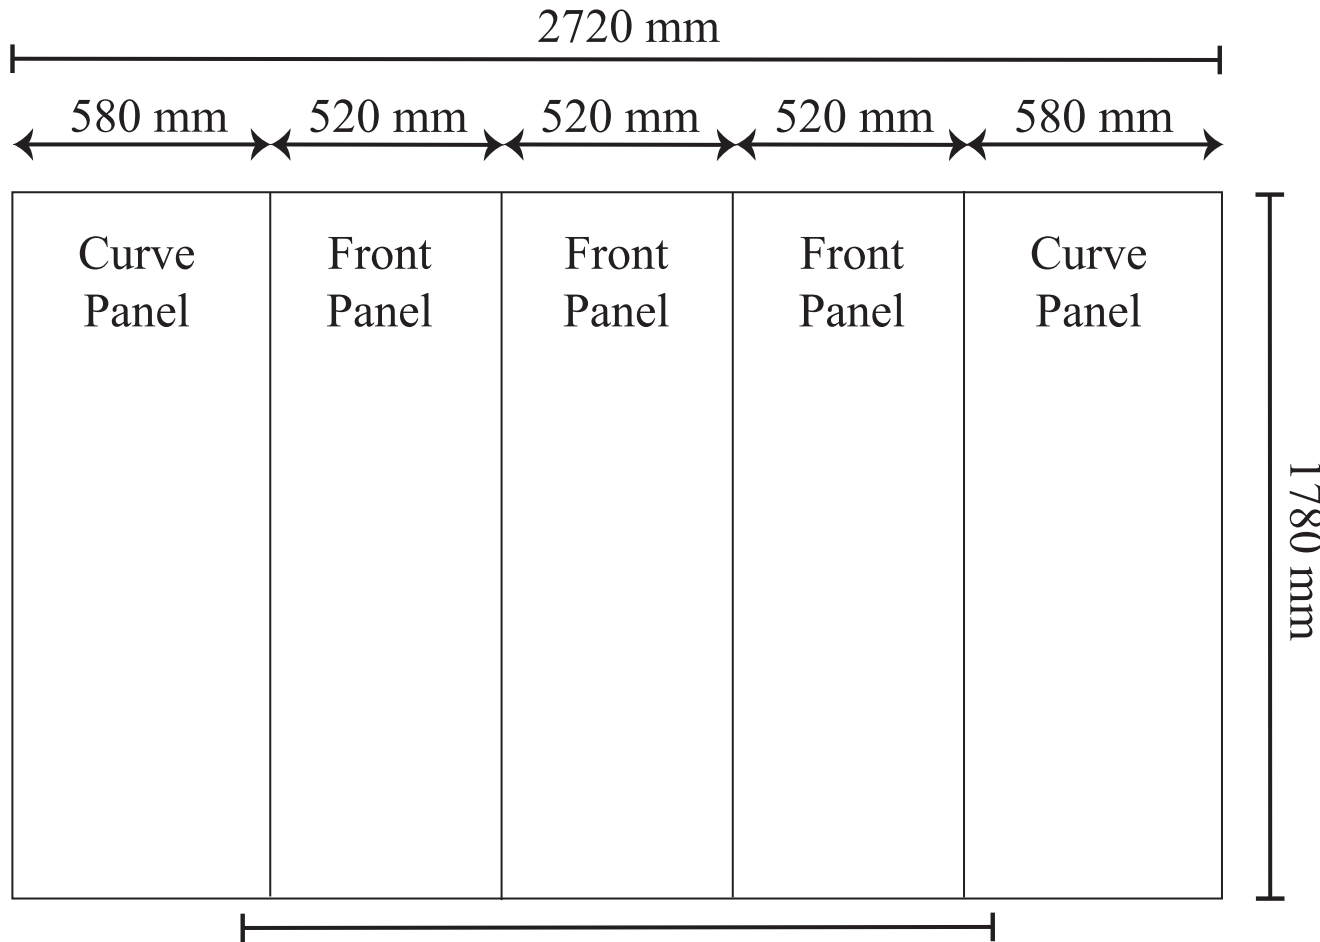 2720 mm
580 mm 520 mm 520 mm 520 mm 580 mm
Curve Front Front Front Curve
Panel Panel Panel Panel Panel
1780 mm